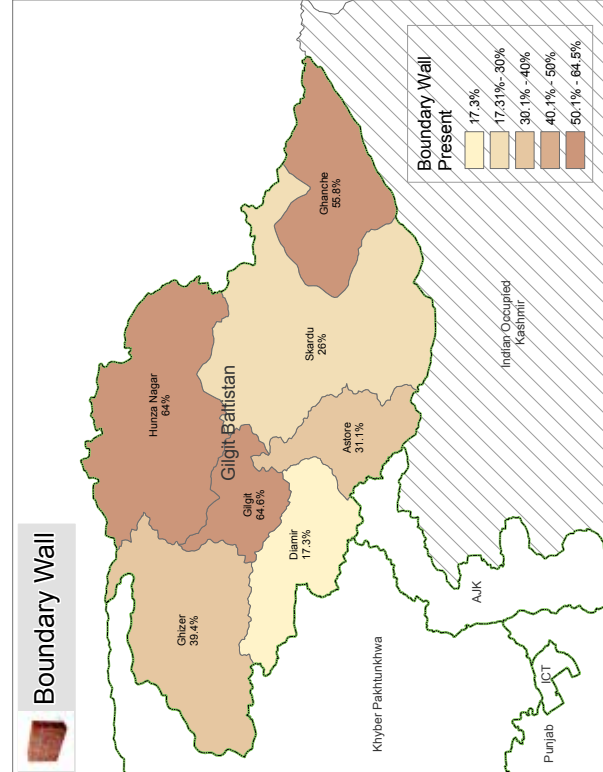 Boundary Wall
Hunza Nagar
64%
Ghizer
39.4%
Gilgit Baltistan
Gilgit
64.6%
Diamir
17.3%
Astore
31.1%
Skardu
26%
Ghanche
55.8%
Khyber Pakhtunkhwa
AJK
Indian Occupied
Kashmir
Punjab
ICT
Boundary Wall
Present
17.3%
17.31%- 30%
30.1% - 40%
40.1% - 50%
50.1% - 64.5%